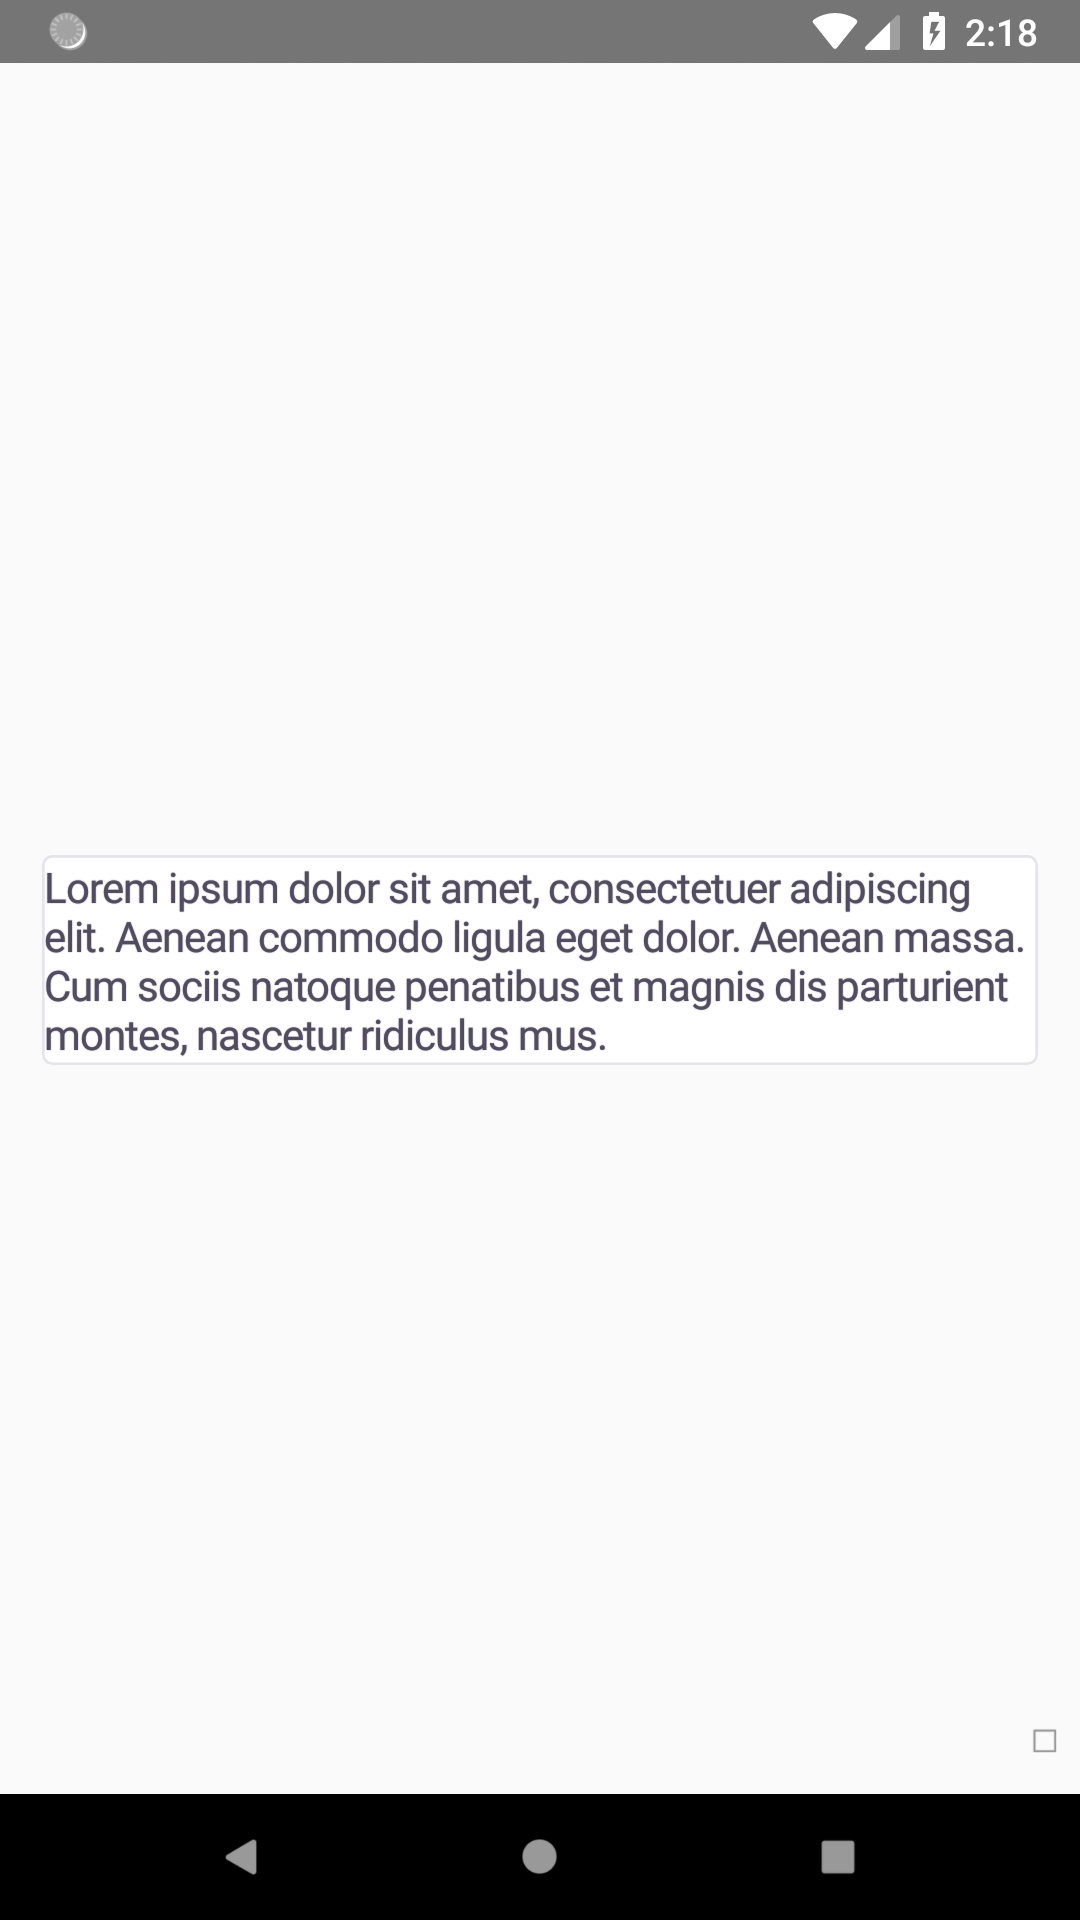 2:18
Lorem ipsum dolor sit amet, consectetuer adipiscing
elit. Aenean commodo ligula eget dolor. Aenean massa.
Cum sociis natoque penatibus et magnis dis parturient
montes, nascetur ridiculus mus.